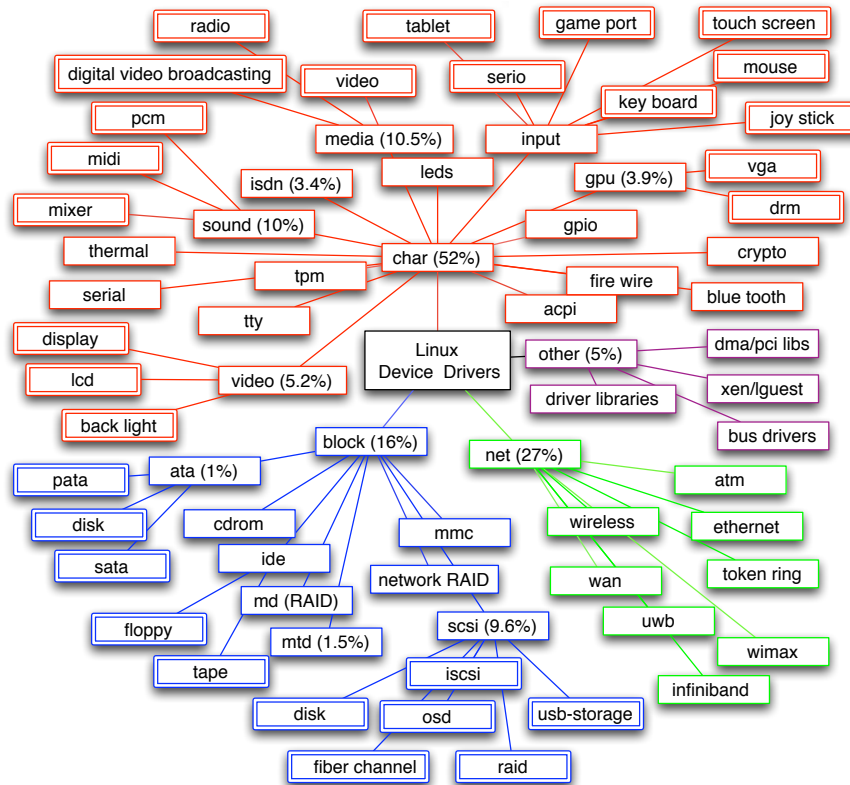 radio
tablet
game port
touch screen
digital video broadcasting
video
serio
mouse
key board
pcm
joy stick
media (10.5%)
input
midi
leds
vga
isdn (3.4%)
gpu (3.9%)
mixer
drm
sound (10%)
gpio
thermal
char (52%)
crypto
tpm
fire wire
serial
blue tooth
tty
acpi
display
Linux
Device Drivers
other (5%)
dma/pci libs
lcd
video (5.2%)
driver libraries
xen/lguest
back light
bus drivers
block (16%)
net (27%)
pata
ata (1%)
atm
disk
cdrom
mmc
wireless
ethernet
sata
ide
network RAID
wan
token ring
md (RAID)
floppy
mtd (1.5%)
scsi (9.6%)
uwb
wimax
tape
iscsi
infiniband
disk
osd
usb-storage
fiber channel
raid